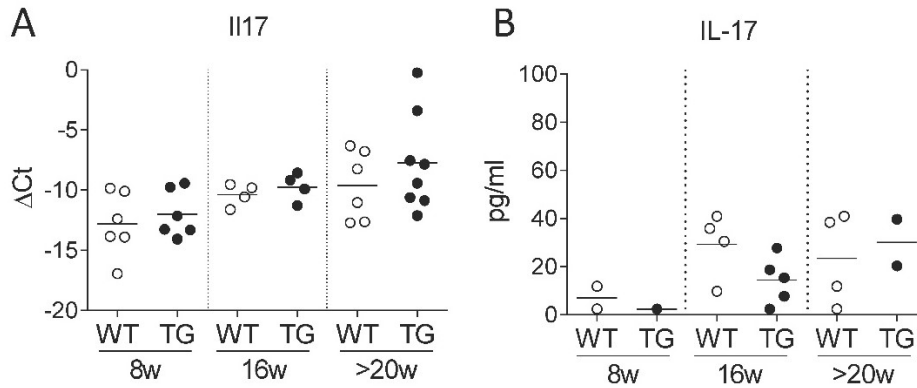 A
Il17
ΔCt
0
-5
-10
-15
-20
WT TG WT TG WT TG
8w 16w >20w
B
IL-17
pg/ml
100
80
60
40
20
0
WT TG WT TG WT TG
8w 16w >20w